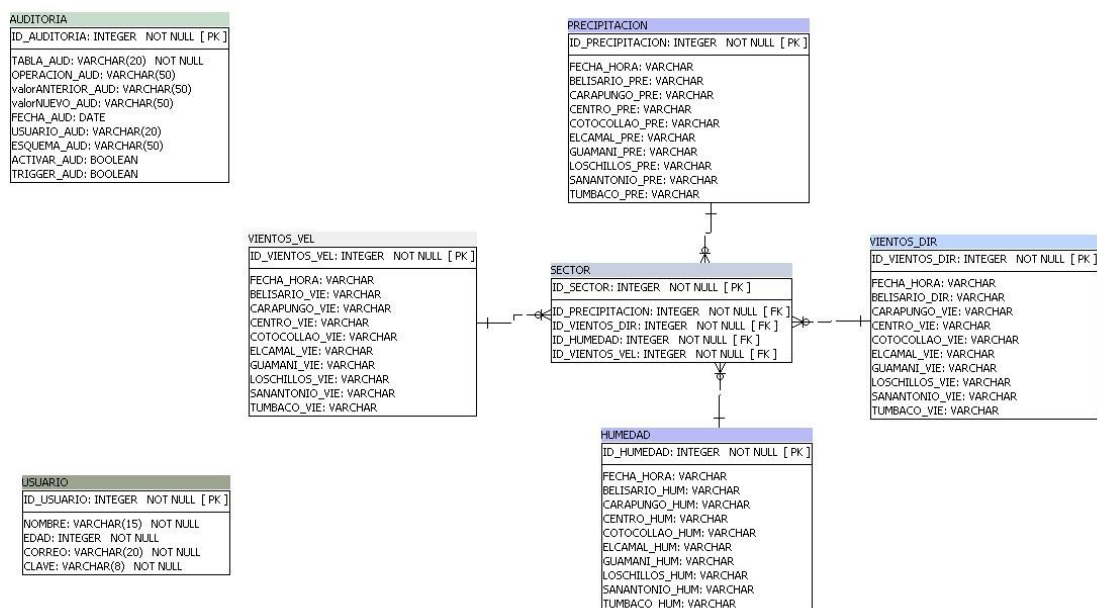 AUDITORIA
ID_AUDITORIA: INTEGER NOT NULL [ PK ]
TABLA_AUD: VARCHAR(20) NOT NULL
OPERACION_AUD: VARCHAR(50)
valorANTERIOR_AUD: VARCHAR(50)
valorNUEVO_AUD: VARCHAR(50)
FECHA_AUD: DATE
USUARIO_AUD: VARCHAR(20)
ESQUEMA_AUD: VARCHAR(50)
ACTIVAR_AUD: BOOLEAN
TRIGGER_AUD: BOOLEAN
PRECIPITACION
ID_PRECIPITACION: INTEGER NOT NULL [ PK ]
FECHA_HORA: VARCHAR
BELISARIO_PRE: VARCHAR
CARAPUNGO_PRE: VARCHAR
CENTRO_PRE: VARCHAR
COTOCOLLAO_PRE: VARCHAR
ELCAMAL_PRE: VARCHAR
GUAMANI_PRE: VARCHAR
LOSCHILLOS_PRE: VARCHAR
SANANTONIO_PRE: VARCHAR
TUMBACO_PRE: VARCHAR
VIENTOS_VEL
ID_VIENTOS_VEL: INTEGER NOT NULL [ PK ]
FECHA_HORA: VARCHAR
BELISARIO_VIE: VARCHAR
CARAPUNGO_VIE: VARCHAR
CENTRO_VIE: VARCHAR
COTOCOLLAO_VIE: VARCHAR
ELCAMAL_VIE: VARCHAR
GUAMANI_VIE: VARCHAR
LOSCHILLOS_VIE: VARCHAR
SANANTONIO_VIE: VARCHAR
TUMBACO_VIE: VARCHAR
SECTOR
ID_SECTOR: INTEGER NOT NULL [ PK ]
ID_PRECIPITACION: INTEGER NOT NULL [ FK ]
ID_VIENTOS_DIR: INTEGER NOT NULL [ FK ]
ID_HUMEDAD: INTEGER NOT NULL [ FK ]
ID_VIENTOS_VEL: INTEGER NOT NULL [ FK ]
VIENTOS_DIR
ID_VIENTOS_DIR: INTEGER NOT NULL [ PK ]
FECHA_HORA: VARCHAR
BELISARIO_DIR: VARCHAR
CARAPUNGO_VIE: VARCHAR
CENTRO_VIE: VARCHAR
COTOCOLLAO_VIE: VARCHAR
ELCAMAL_VIE: VARCHAR
GUAMANI_VIE: VARCHAR
LOSCHILLOS_VIE: VARCHAR
SANANTONIO_VIE: VARCHAR
TUMBACO_VIE: VARCHAR
USUARIO
ID_USUARIO: INTEGER NOT NULL [ PK ]
NOMBRE: VARCHAR(15) NOT NULL
EDAD: INTEGER NOT NULL
CORREO: VARCHAR(20) NOT NULL
CLAVE: VARCHAR(8) NOT NULL
HUMEDAD
ID_HUMEDAD: INTEGER NOT NULL [ PK ]
FECHA_HORA: VARCHAR
BELISARIO_HUM: VARCHAR
CARAPUNGO_HUM: VARCHAR
CENTRO_HUM: VARCHAR
COTOCOLLAO_HUM: VARCHAR
ELCAMAL_HUM: VARCHAR
GUAMANI_HUM: VARCHAR
LOSCHILLOS_HUM: VARCHAR
SANANTONIO_HUM: VARCHAR
TUMBACO_HUM: VARCHAR